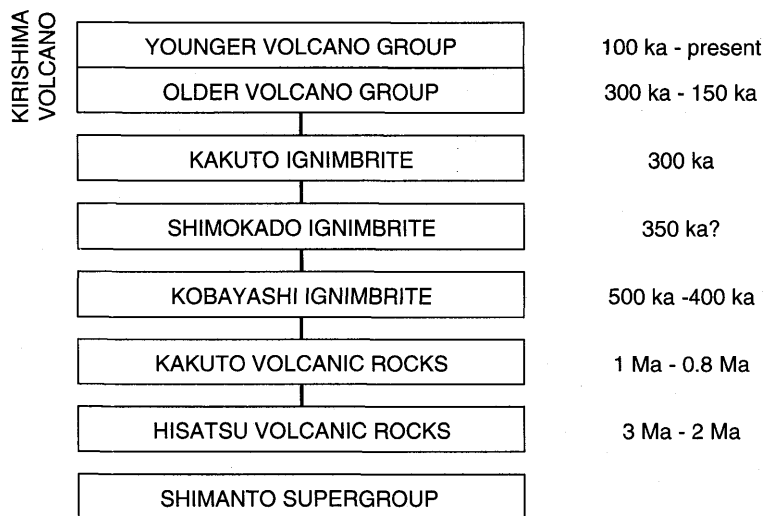 KIRISHIMA
VOLCANO
YOUNGER VOLCANO GROUP 100 ka - present
OLDER VOLCANO GROUP 300 ka - 150 ka
KAKUTO IGNIMBRITE 300 ka
SHIMOKADO IGNIMBRITE 350 ka?
KOBAYASHI IGNIMBRITE 500 ka -400 ka
KAKUTO VOLCANIC ROCKS 1 Ma - 0.8 Ma
HISATSU VOLCANIC ROCKS 3 Ma - 2 Ma
SHIMANTO SUPERGROUP